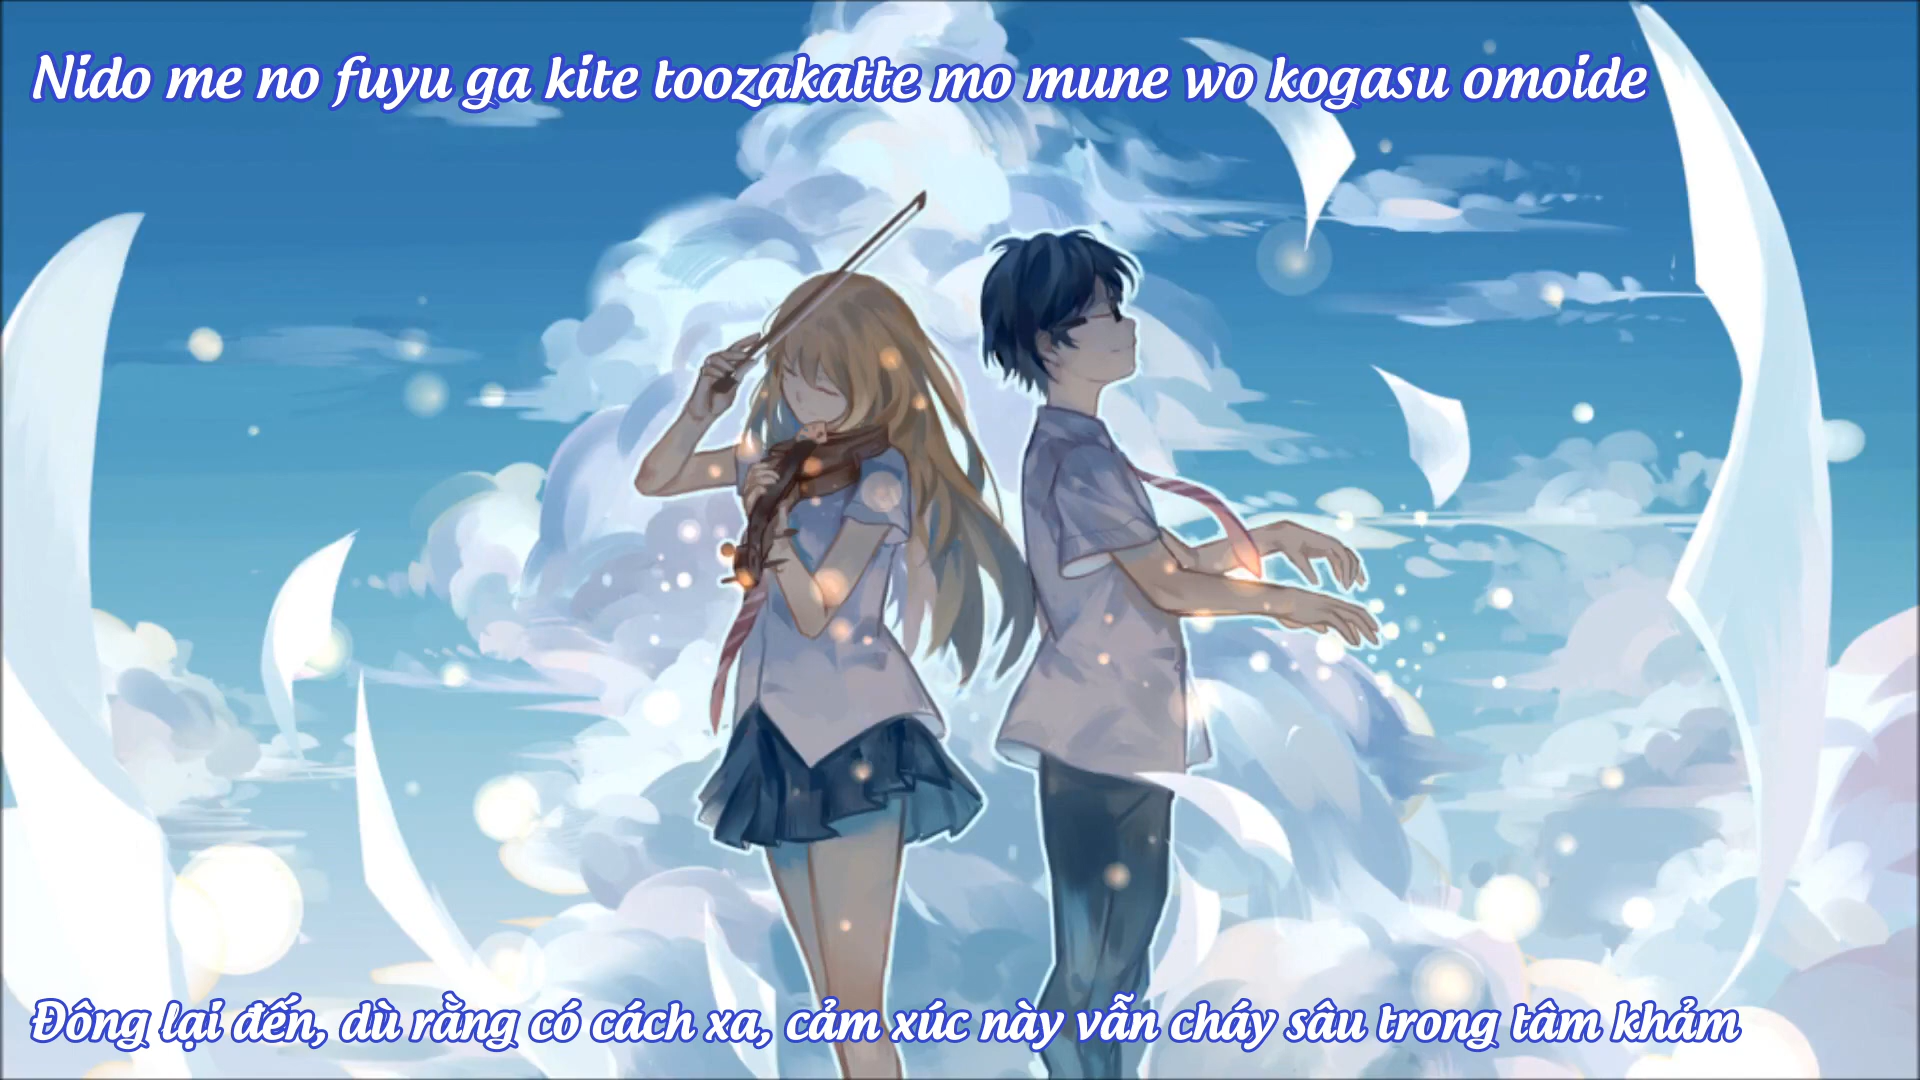 Nido me no fuyu ga kite toozakatte mo mune wo kogasu omoide
Đông lại đến, dù rằng có cách xa, cảm xúc này vẫn cháy sâu trong tâm khảm